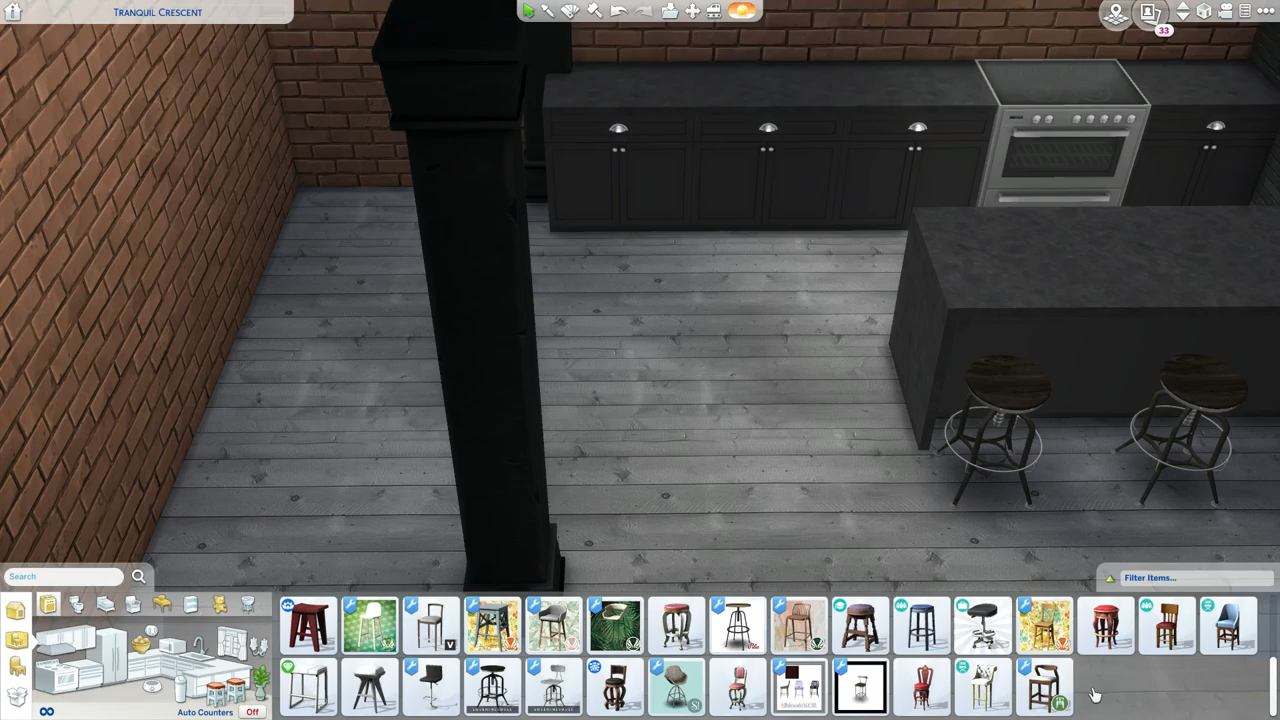 TRANQUIL CRESCENT
33
Search
Filter Items...
Auto Counters Off